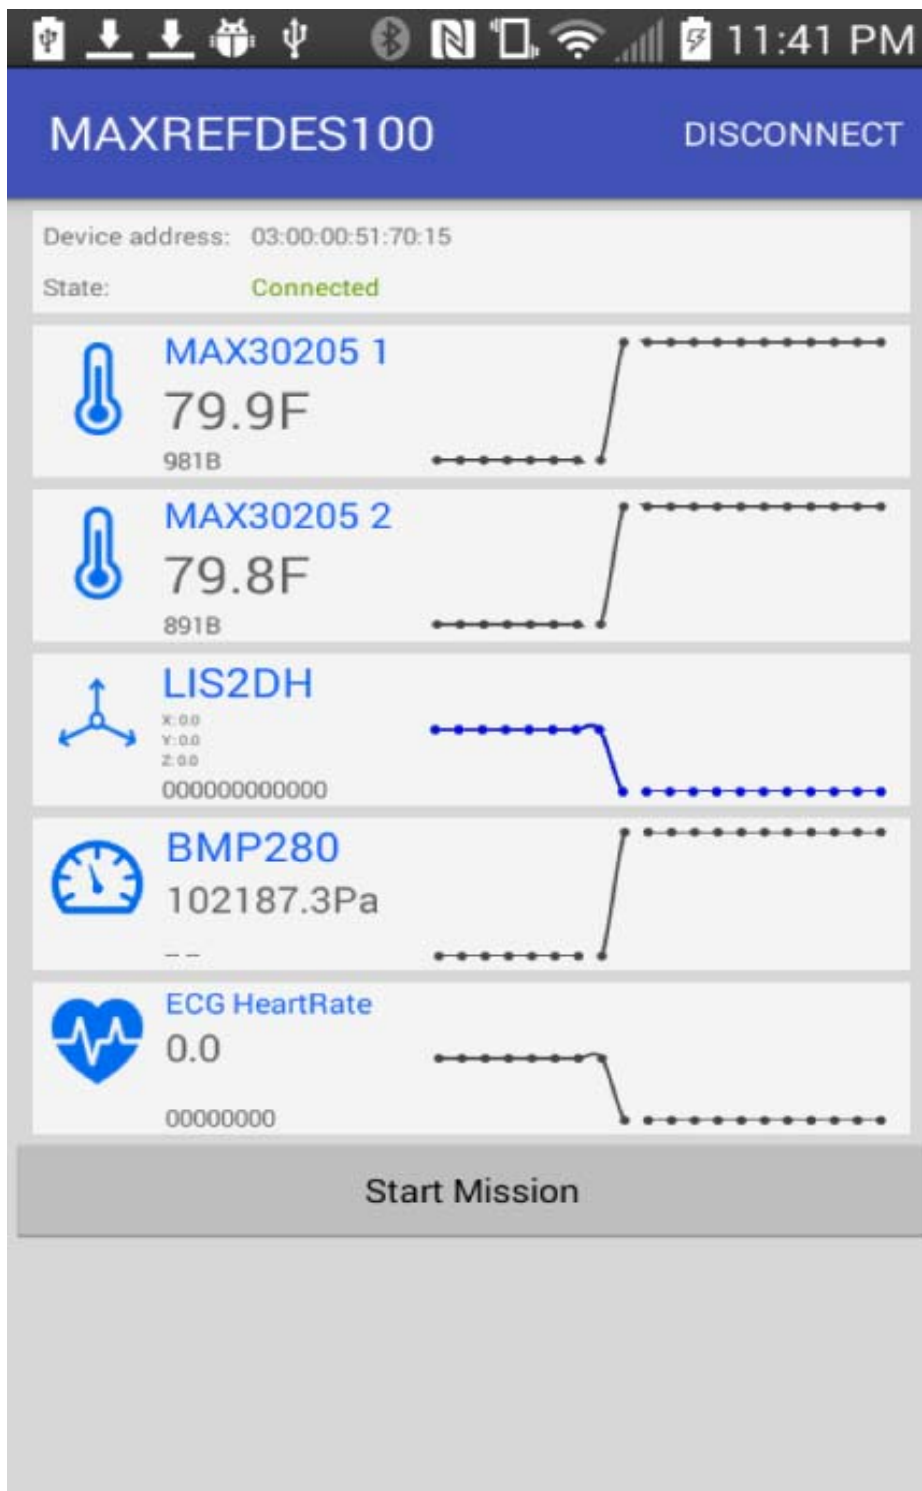 11:41 PM
MAXREFDES100 DISCONNECT
Device address: 03:00:00:51:70:15
State: Connected
MAX30205 1
79.9F
981B
MAX30205 2
79.8F
891B
LIS2DH
X: 0.0
Y: 0.0
Z: 0.0
000000000000
BMP280
102187.3Pa
– –
ECG HeartRate
0.0
00000000
Start Mission